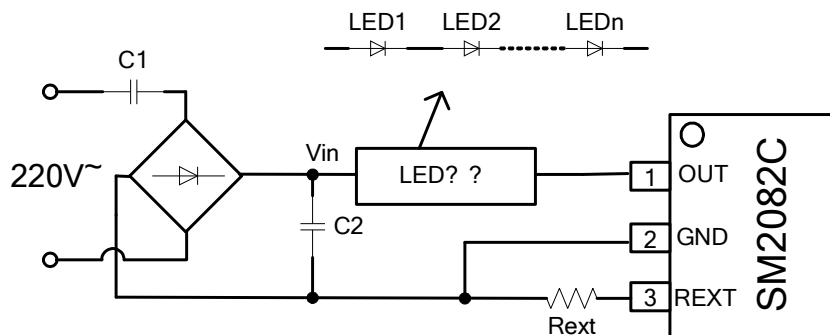 LED1 LED2 LEDn
C1
220V~
Vin
LED? ?
C2
1 OUT
2 GND
3 REXT
Rext
SM2082C